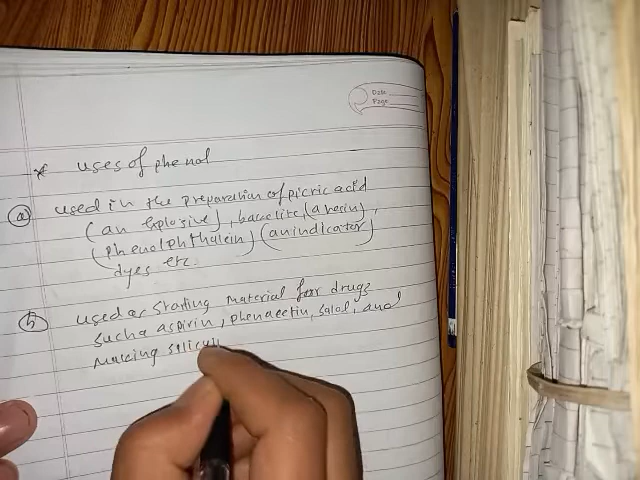 Date
Page
* uses of phenol
(a) used in the preparation of picric acid
(an explosive), bacelite, (a resin),
(phenolphthalein) (an indicator)
dyes etc.
(b) used as starting material for drugs
such a aspirin, phenacetin, salol, and
making salicyl